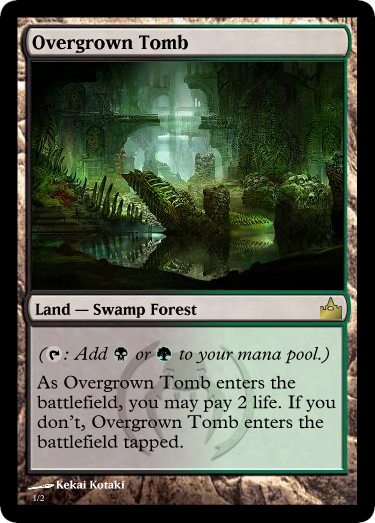 Overgrown Tomb
Land — Swamp Forest
(: Add or to your mana pool.)
As Overgrown Tomb enters the
battlefield, you may pay 2 life. If you
don't, Overgrown Tomb enters the
battlefield tapped.
Kekai Kotaki
1/2